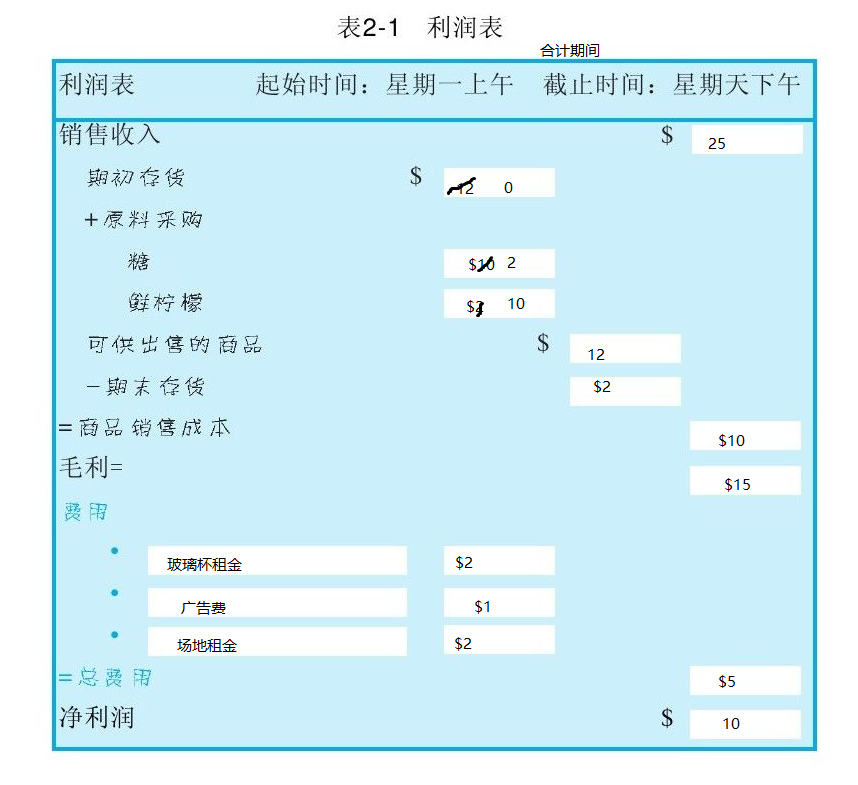 表2-1 利润表
合计期间
利润表 起始时间：星期一上午 截止时间：星期天下午
销售收入 $ 25
期初存货 $ 12 0
+原料采购
糖 $10 2
鲜柠檬 $2 10
可供出售的商品 $ 12
-期末存货 $2
=商品销售成本 $10
毛利= $15
费用
• 玻璃杯租金 $2
• 广告费 $1
• 场地租金 $2
=总费用 $5
净利润 $ 10